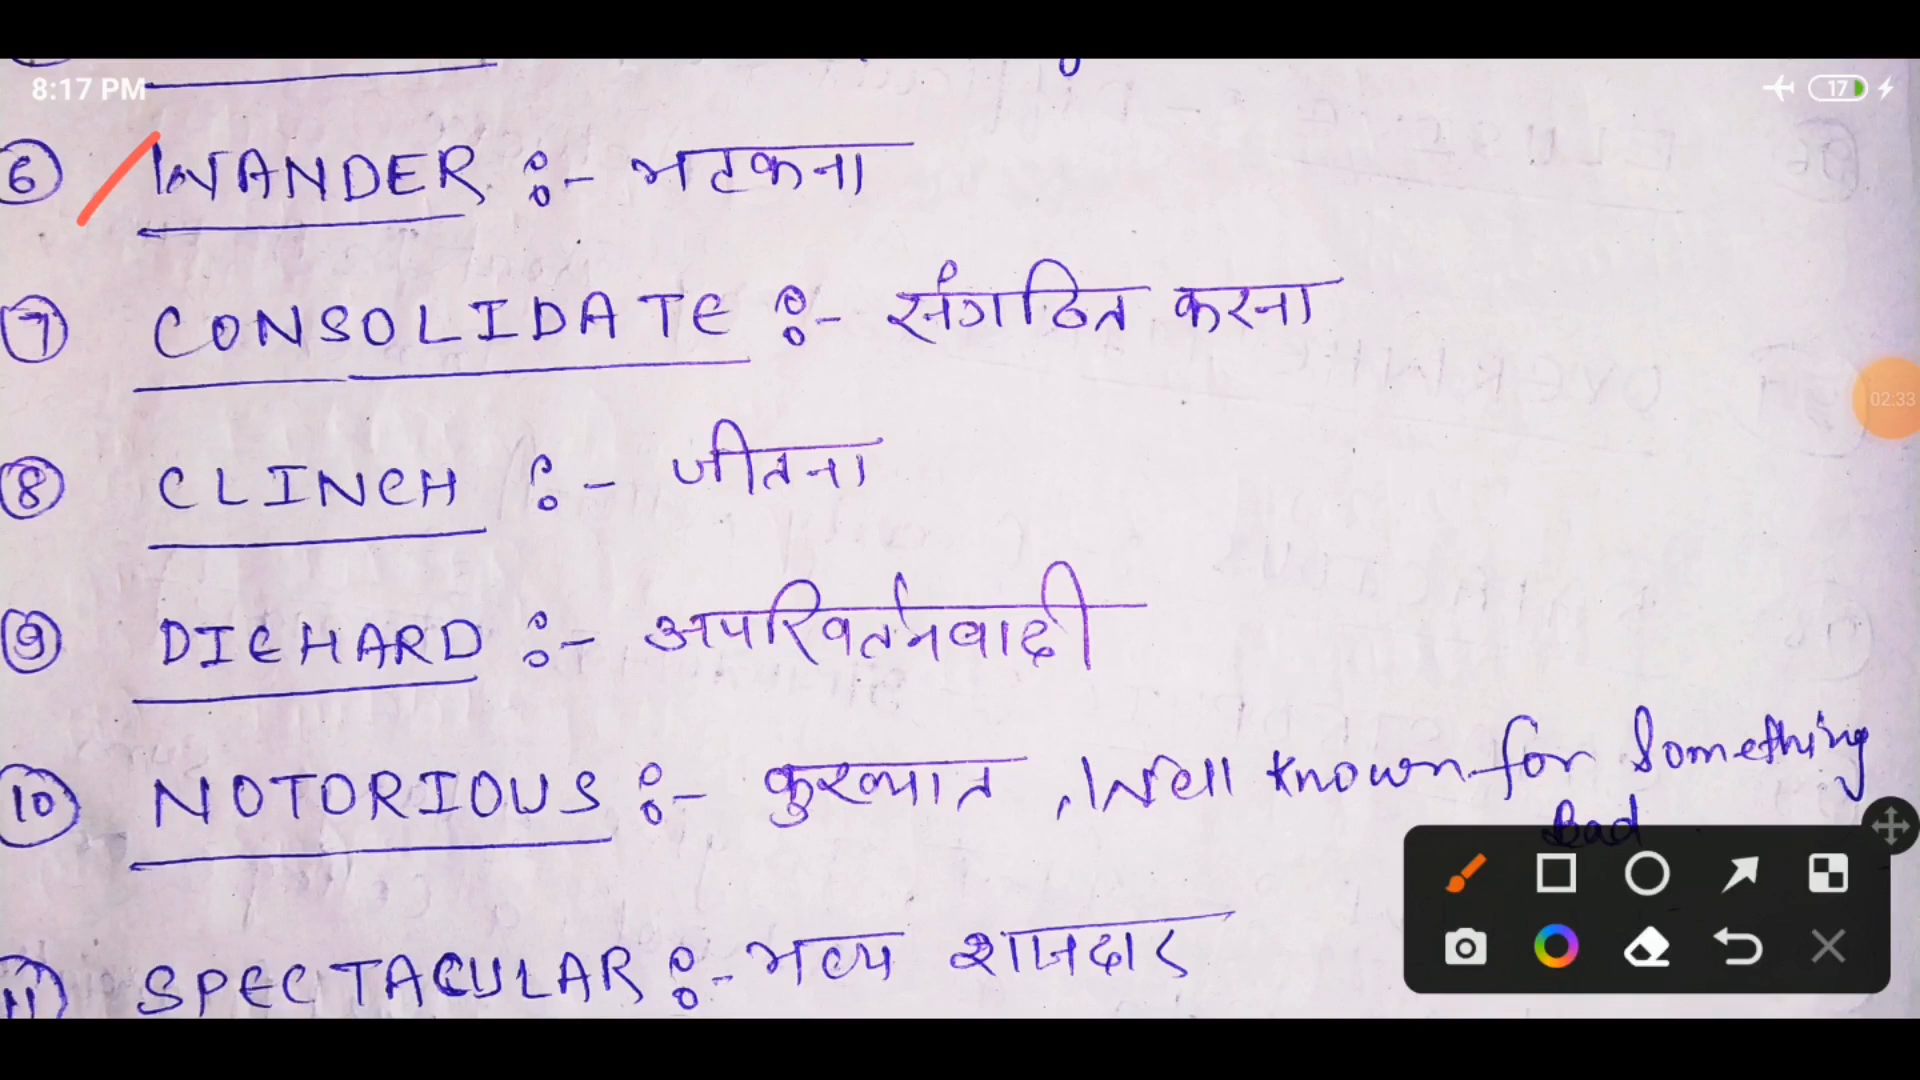 8:17 PM 17
6 WANDER :- भटकना
7 CONSOLIDATE :- संगठित करना
02:33
8 CLINCH :- जीतना
9 DIEHARD :- अपरिवर्तनवादी
10 NOTORIOUS :- कुख्यात , Well known for Something
Bad
11 SPECTACULAR :- भव्य शानदार